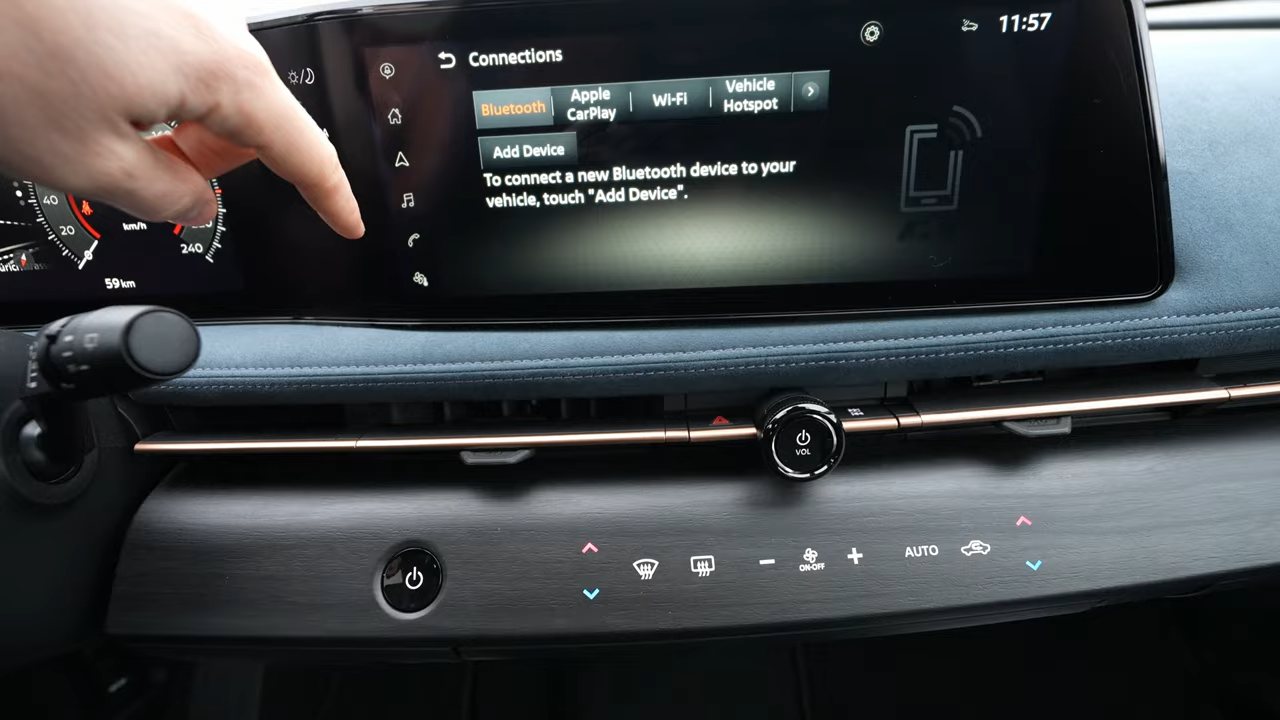 Connections
11:57
Bluetooth
Apple
CarPlay
Wi-Fi
Vehicle
Hotspot
Add Device
To connect a new Bluetooth device to your
vehicle, touch "Add Device".
40
20
0
km/h
240
59 km
VOL
ON·OFF
AUTO